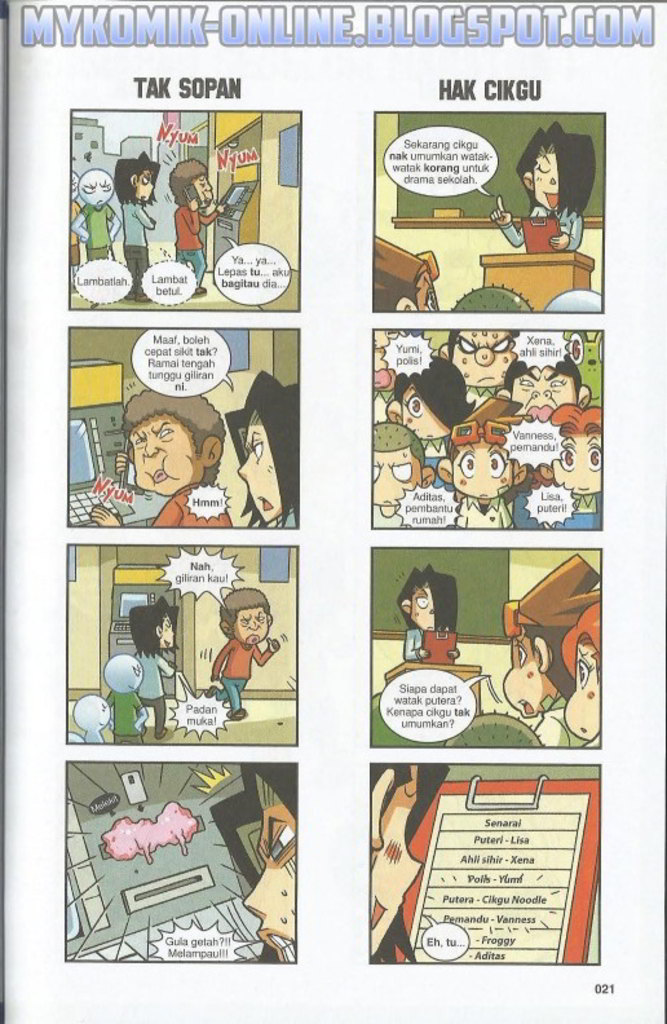 MYKOMIK-ONLINE.BLOGSPOT.COM
TAK SOPAN
NYUM
NYUM
Lambatlah.
Lambat
betul.
Ya... ya...
Lepas tu... aku
bagitau dia...
Maaf, boleh
cepat sikit tak?
Ramai tengah
tunggu giliran
ni.
NYUM
Hmm!
Nah,
giliran kau!
Padan
muka!
Melekit
Gula getah?!!
Melampau!!!
HAK CIKGU
Sekarang cikgu
nak umumkan watak-
watak korang untuk
drama sekolah.
Yumi,
polis!
Xena,
ahli sihir!
Vanness,
pemandu!
Aditas,
pembantu
rumah!
Lisa,
puteri!
Siapa dapat
watak putera?
Kenapa cikgu tak
umumkan?
Senarai
Puteri - Lisa
Ahli sihir - Xena
Polis - Yumi
Putera - Cikgu Noodle
Pemandu - Vanness
- Froggy
- Aditas
Eh, tu...
021